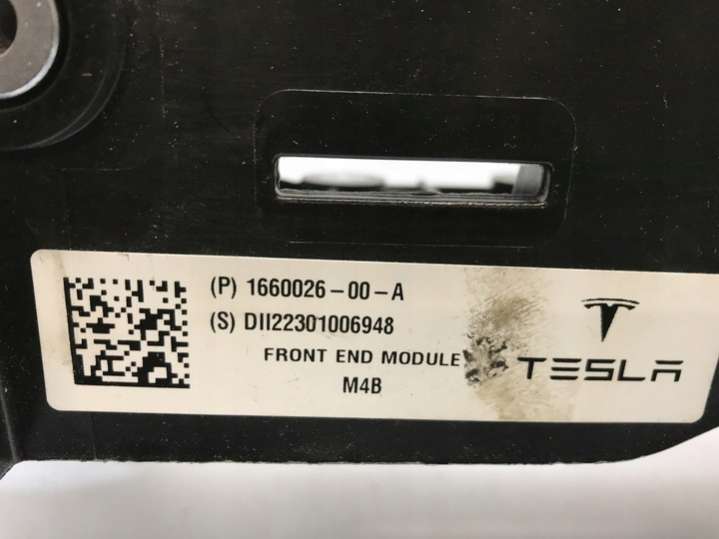 (P) 1660026-00-A
(S) DII22301006948
FRONT END MODULE
M4B
TESLA